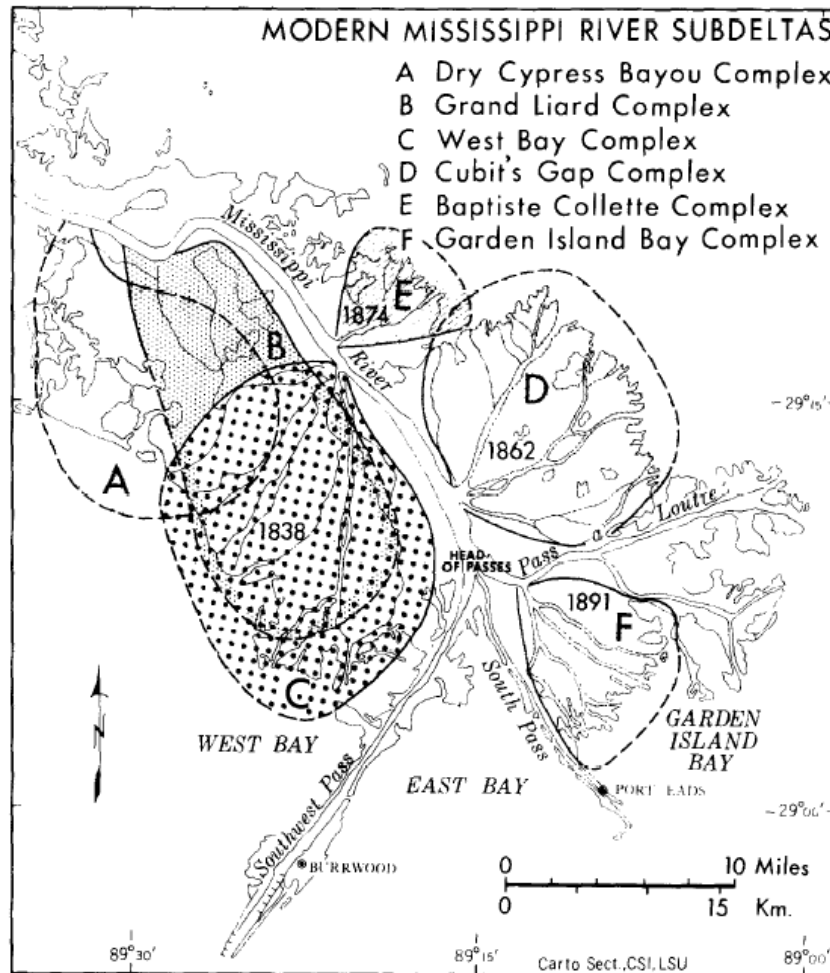 MODERN MISSISSIPPI RIVER SUBDELTAS
A Dry Cypress Bayou Complex
B Grand Liard Complex
C West Bay Complex
D Cubit's Gap Complex
E Baptiste Collette Complex
F Garden Island Bay Complex
Mississippi
River
E
1874
B
D
1862
29°15'
A
1838
Loutre
a
Pass
HEAD-
OF PASSES
1891
F
C
South Pass
GARDEN
ISLAND
BAY
WEST BAY
N
EAST BAY
PORT EADS
29°00'
Southwest Pass
BURRWOOD
0 10 Miles
0 15 Km.
89°30' 89°15' 89°00'
Carto Sect.,CSI,LSU